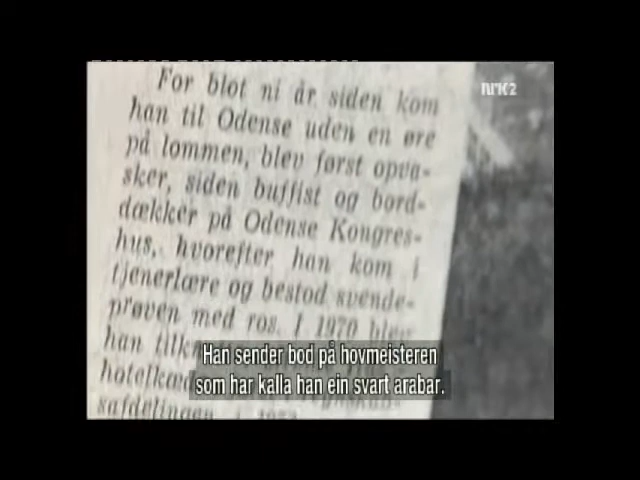 For blot ni år siden kom
han til Odense uden en øre
på lommen, blev først opva-
sker, siden buffist og bord-
dækker på Odense Kongres-
hus, hvorefter han kom i
tjenerlære og bestod svende-
prøven med ros. I 1970 blev
han
safdelingen i
NRK2
Han sender bod på hovmeisteren
som har kalla han ein svart arabar.